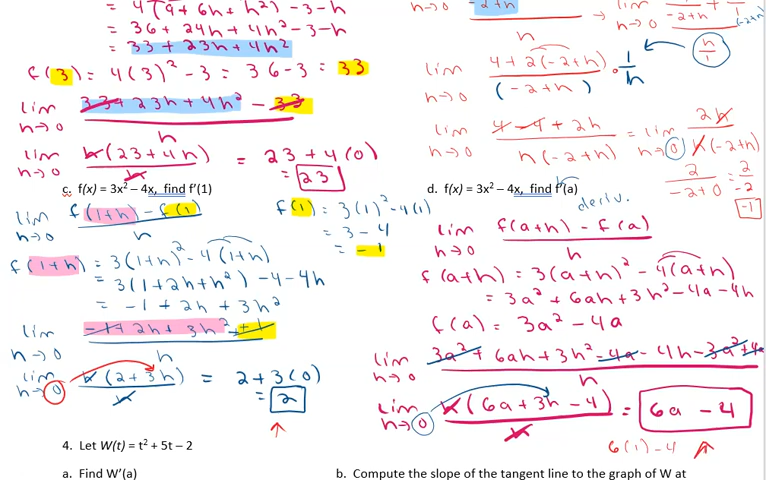 = 4(9 + 6h + h²) - 3 - h
= 36 + 24h + 4h² - 3 - h
= 33 + 23h + 4h²
f(3) = 4(3)² - 3 = 36 - 3 = 33
lim h→0 33 + 23h + 4h² - 33
h
lim h→0 h(23 + 4h) = 23 + 4(0)
h = 23
h→0 -2+h → lim h→0 -2+h (-2+h)
lim h→0 4 + 2(-2+h) · 1/h h/1
(-2+h)
lim h→0 4 - 4 + 2h = lim h→0 2h
h(-2+h) h(-2+h)
2/(-2+0) = 2/-2
-1
c. f(x) = 3x² – 4x, find f'(1)
lim h→0 f(1+h) - f(1)
h
f(1) = 3(1)² - 4(1)
= 3 - 4
= -1
f(1+h) = 3(1+h)² - 4(1+h)
= 3(1+2h+h²) - 4 - 4h
= -1 + 2h + 3h²
lim h→0 -1 + 2h + 3h² + 1
h
lim h→0 h(2+3h) = 2 + 3(0)
h = 2
d. f(x) = 3x² – 4x, find f'(a)
deriv.
lim h→0 f(a+h) - f(a)
h
f(a+h) = 3(a+h)² - 4(a+h)
= 3a² + 6ah + 3h² - 4a - 4h
f(a) = 3a² - 4a
lim h→0 3a² + 6ah + 3h² - 4a - 4h - 3a² + 4a
h
lim h→0 h(6a + 3h - 4) = 6a - 4
h
6(1) - 4
4. Let W(t) = t² + 5t – 2
a. Find W'(a)
b. Compute the slope of the tangent line to the graph of W at